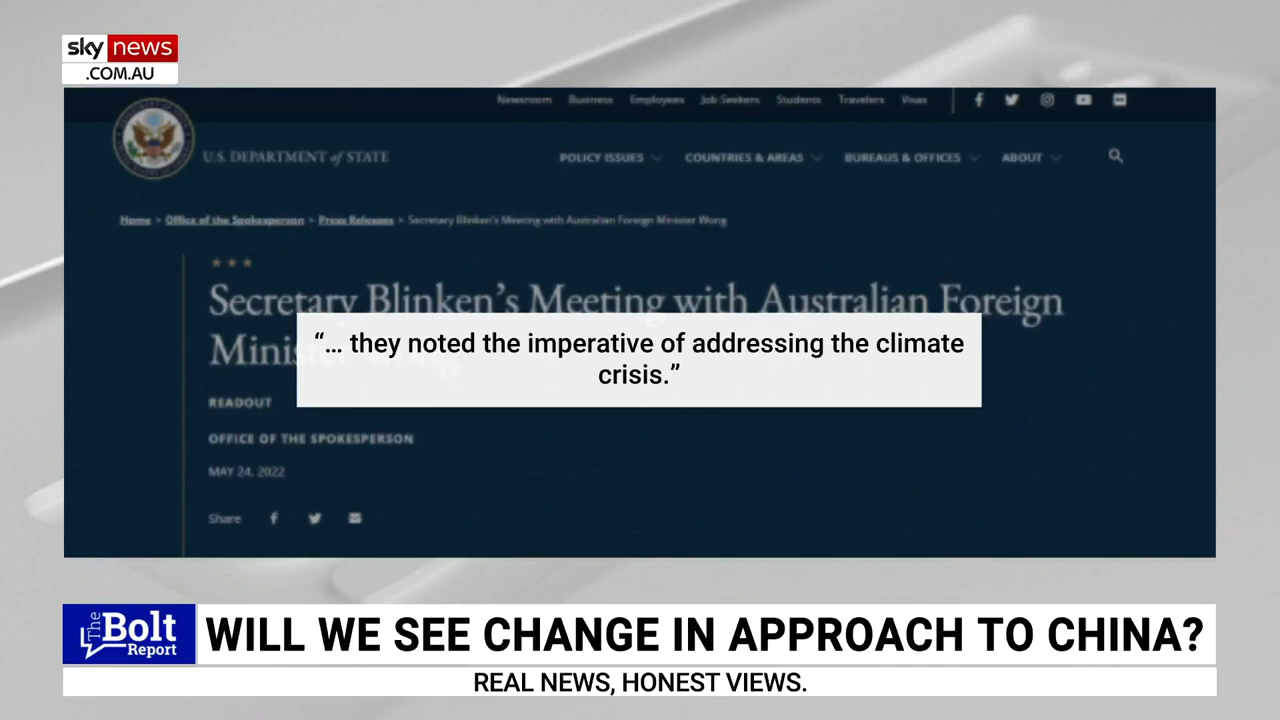 sky news
.COM.AU
Newsroom Business Employees Job Seekers Students Travelers Visas
U.S. DEPARTMENT of STATE
POLICY ISSUES COUNTRIES & AREAS BUREAUS & OFFICES ABOUT
Home > Office of the Spokesperson > Press Releases > Secretary Blinken's Meeting with Australian Foreign Minister Wong
Secretary Blinken's Meeting with Australian Foreign
“… they noted the imperative of addressing the climate
crisis.”
READOUT
OFFICE OF THE SPOKESPERSON
MAY 24, 2022
Share
The Bolt Report
WILL WE SEE CHANGE IN APPROACH TO CHINA?
REAL NEWS, HONEST VIEWS.